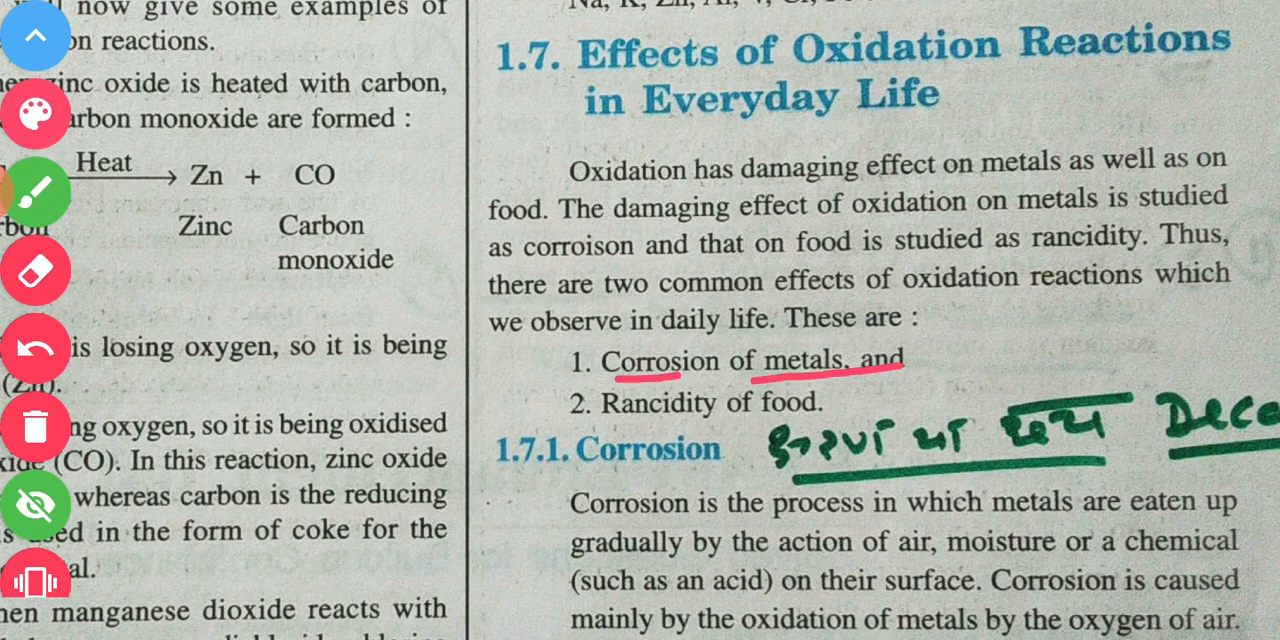 now give some examples of
on reactions.
zinc oxide is heated with carbon,
carbon monoxide are formed :
Heat
Zn + CO
Zinc Carbon
monoxide
is losing oxygen, so it is being
(Zn).
ng oxygen, so it is being oxidised
(CO). In this reaction, zinc oxide
whereas carbon is the reducing
used in the form of coke for the
al.
manganese dioxide reacts with
1.7. Effects of Oxidation Reactions
in Everyday Life
Oxidation has damaging effect on metals as well as on
food. The damaging effect of oxidation on metals is studied
as corroison and that on food is studied as rancidity. Thus,
there are two common effects of oxidation reactions which
we observe in daily life. These are :
1. Corrosion of metals, and
2. Rancidity of food.
1.7.1. Corrosion या Deca
Corrosion is the process in which metals are eaten up
gradually by the action of air, moisture or a chemical
(such as an acid) on their surface. Corrosion is caused
mainly by the oxidation of metals by the oxygen of air.